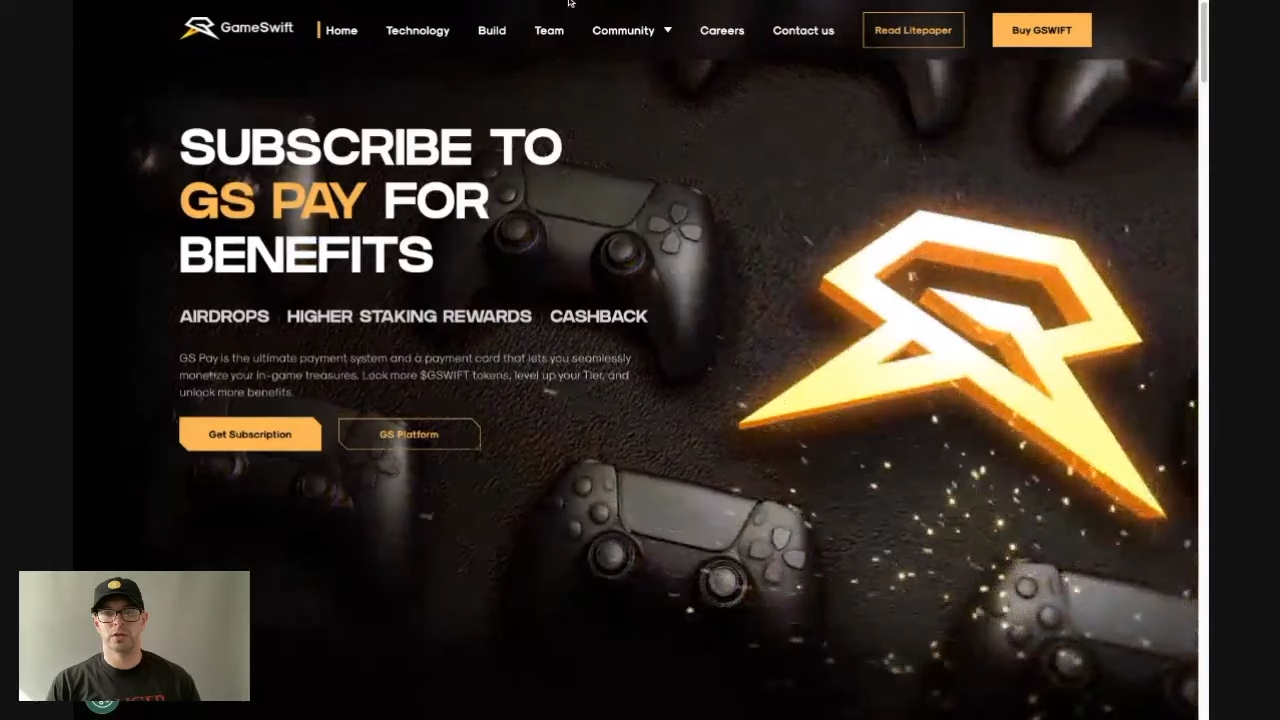 GameSwift
Home
Technology
Build
Team
Community
Careers
Contact us
Read Litepaper
Buy GSWIFT
SUBSCRIBE TO
GS PAY FOR
BENEFITS
AIRDROPS HIGHER STAKING REWARDS CASHBACK
GS Pay is the ultimate payment system and a payment card that lets you seamlessly
monetize your in-game treasures. Lock more $GSWIFT tokens, level up your Tier, and
unlock more benefits.
Get Subscription
GS Platform